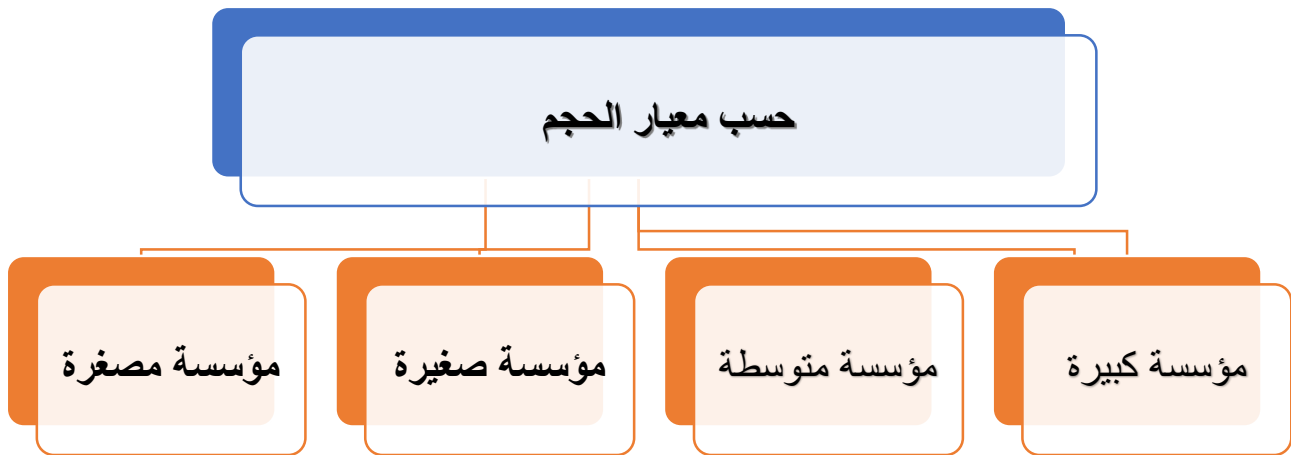 حسب معيار الحجم
مؤسسة كبيرة
مؤسسة متوسطة
مؤسسة صغيرة
مؤسسة مصغرة